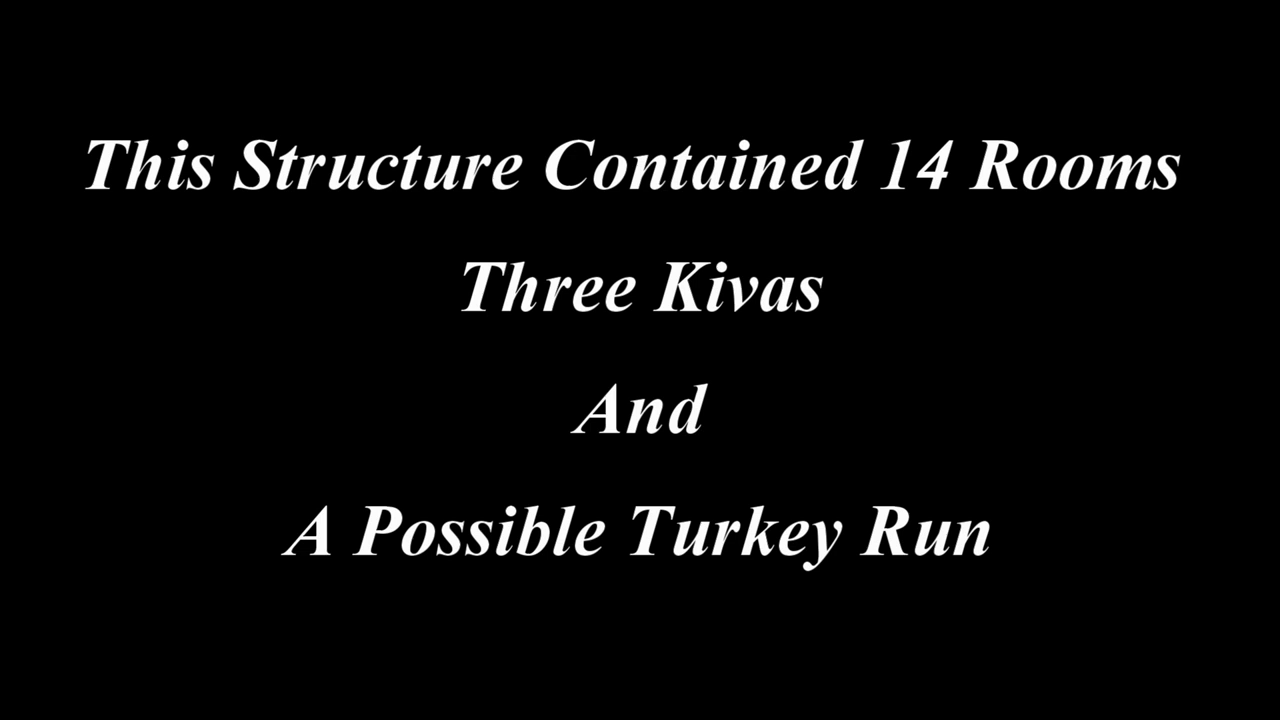 This Structure Contained 14 Rooms
Three Kivas
And
A Possible Turkey Run